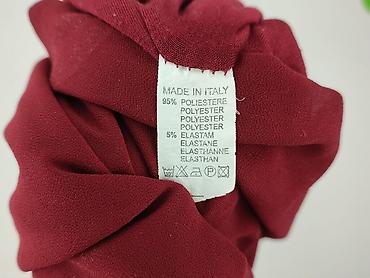 MADE IN ITALY
95% POLIESTERE
POLYESTER
POLYESTER
POLYESTER
5% ELASTAM
ELASTANE
ELASTHANNE
ELASTHAN